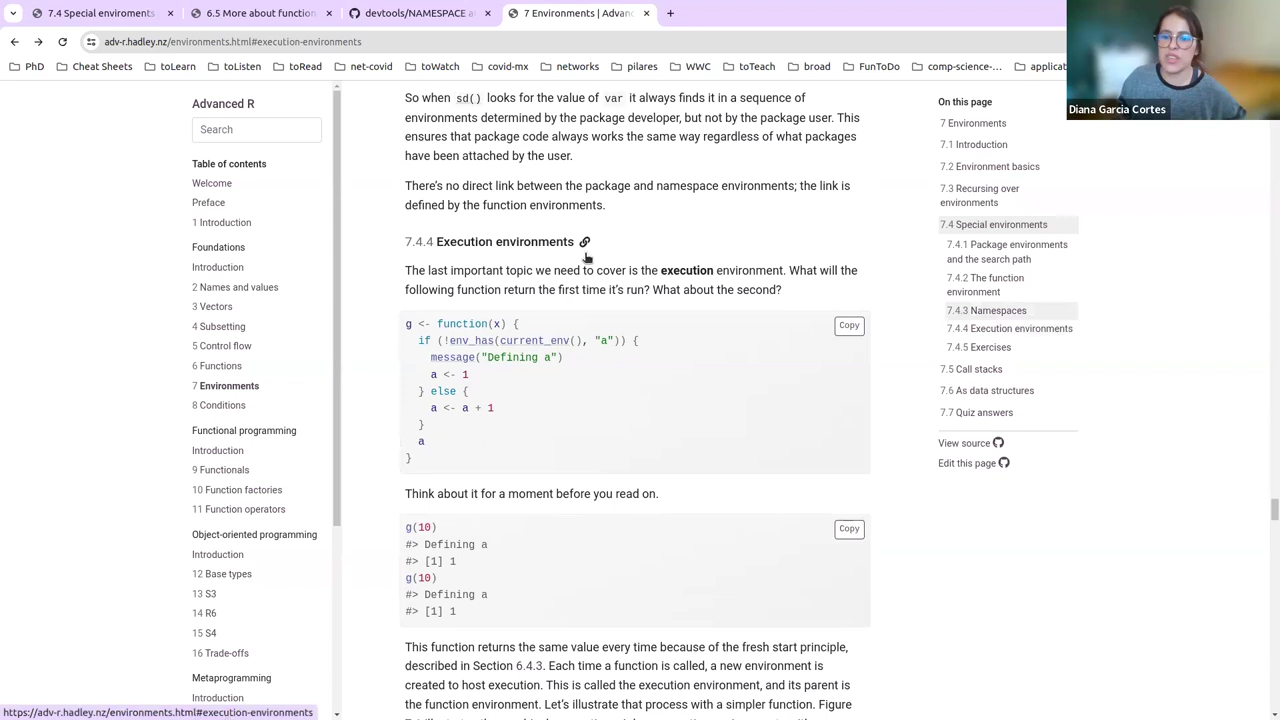 7.4 Special environments
6.5 More about function
devtools/NAMESPACE a
7 Environments | Advanc
adv-r.hadley.nz/environments.html#execution-environments
PhD
Cheat Sheets
toLearn
toListen
toRead
net-covid
toWatch
covid-mx
networks
pilares
WWC
toTeach
broad
FunToDo
comp-science-...
applicat
Diana Garcia Cortes
Advanced R
Search
Table of contents
Welcome
Preface
1 Introduction
Foundations
Introduction
2 Names and values
3 Vectors
4 Subsetting
5 Control flow
6 Functions
7 Environments
8 Conditions
Functional programming
Introduction
9 Functionals
10 Function factories
11 Function operators
Object-oriented programming
Introduction
12 Base types
13 S3
14 R6
15 S4
16 Trade-offs
Metaprogramming
Introduction
https://adv-r.hadley.nz/environments.html#execution-environments
So when sd() looks for the value of var it always finds it in a sequence of
environments determined by the package developer, but not by the package user. This
ensures that package code always works the same way regardless of what packages
have been attached by the user.
There's no direct link between the package and namespace environments; the link is
defined by the function environments.
7.4.4 Execution environments
The last important topic we need to cover is the execution environment. What will the
following function return the first time it's run? What about the second?
g <- function(x) {
  if (!env_has(current_env(), "a")) {
    message("Defining a")
    a <- 1
  } else {
    a <- a + 1
  }
  a
}
Copy
Think about it for a moment before you read on.
g(10)
#> Defining a
#> [1] 1
g(10)
#> Defining a
#> [1] 1
Copy
This function returns the same value every time because of the fresh start principle,
described in Section 6.4.3. Each time a function is called, a new environment is
created to host execution. This is called the execution environment, and its parent is
the function environment. Let's illustrate that process with a simpler function. Figure
On this page
7 Environments
7.1 Introduction
7.2 Environment basics
7.3 Recursing over
environments
7.4 Special environments
7.4.1 Package environments
and the search path
7.4.2 The function
environment
7.4.3 Namespaces
7.4.4 Execution environments
7.4.5 Exercises
7.5 Call stacks
7.6 As data structures
7.7 Quiz answers
View source
Edit this page